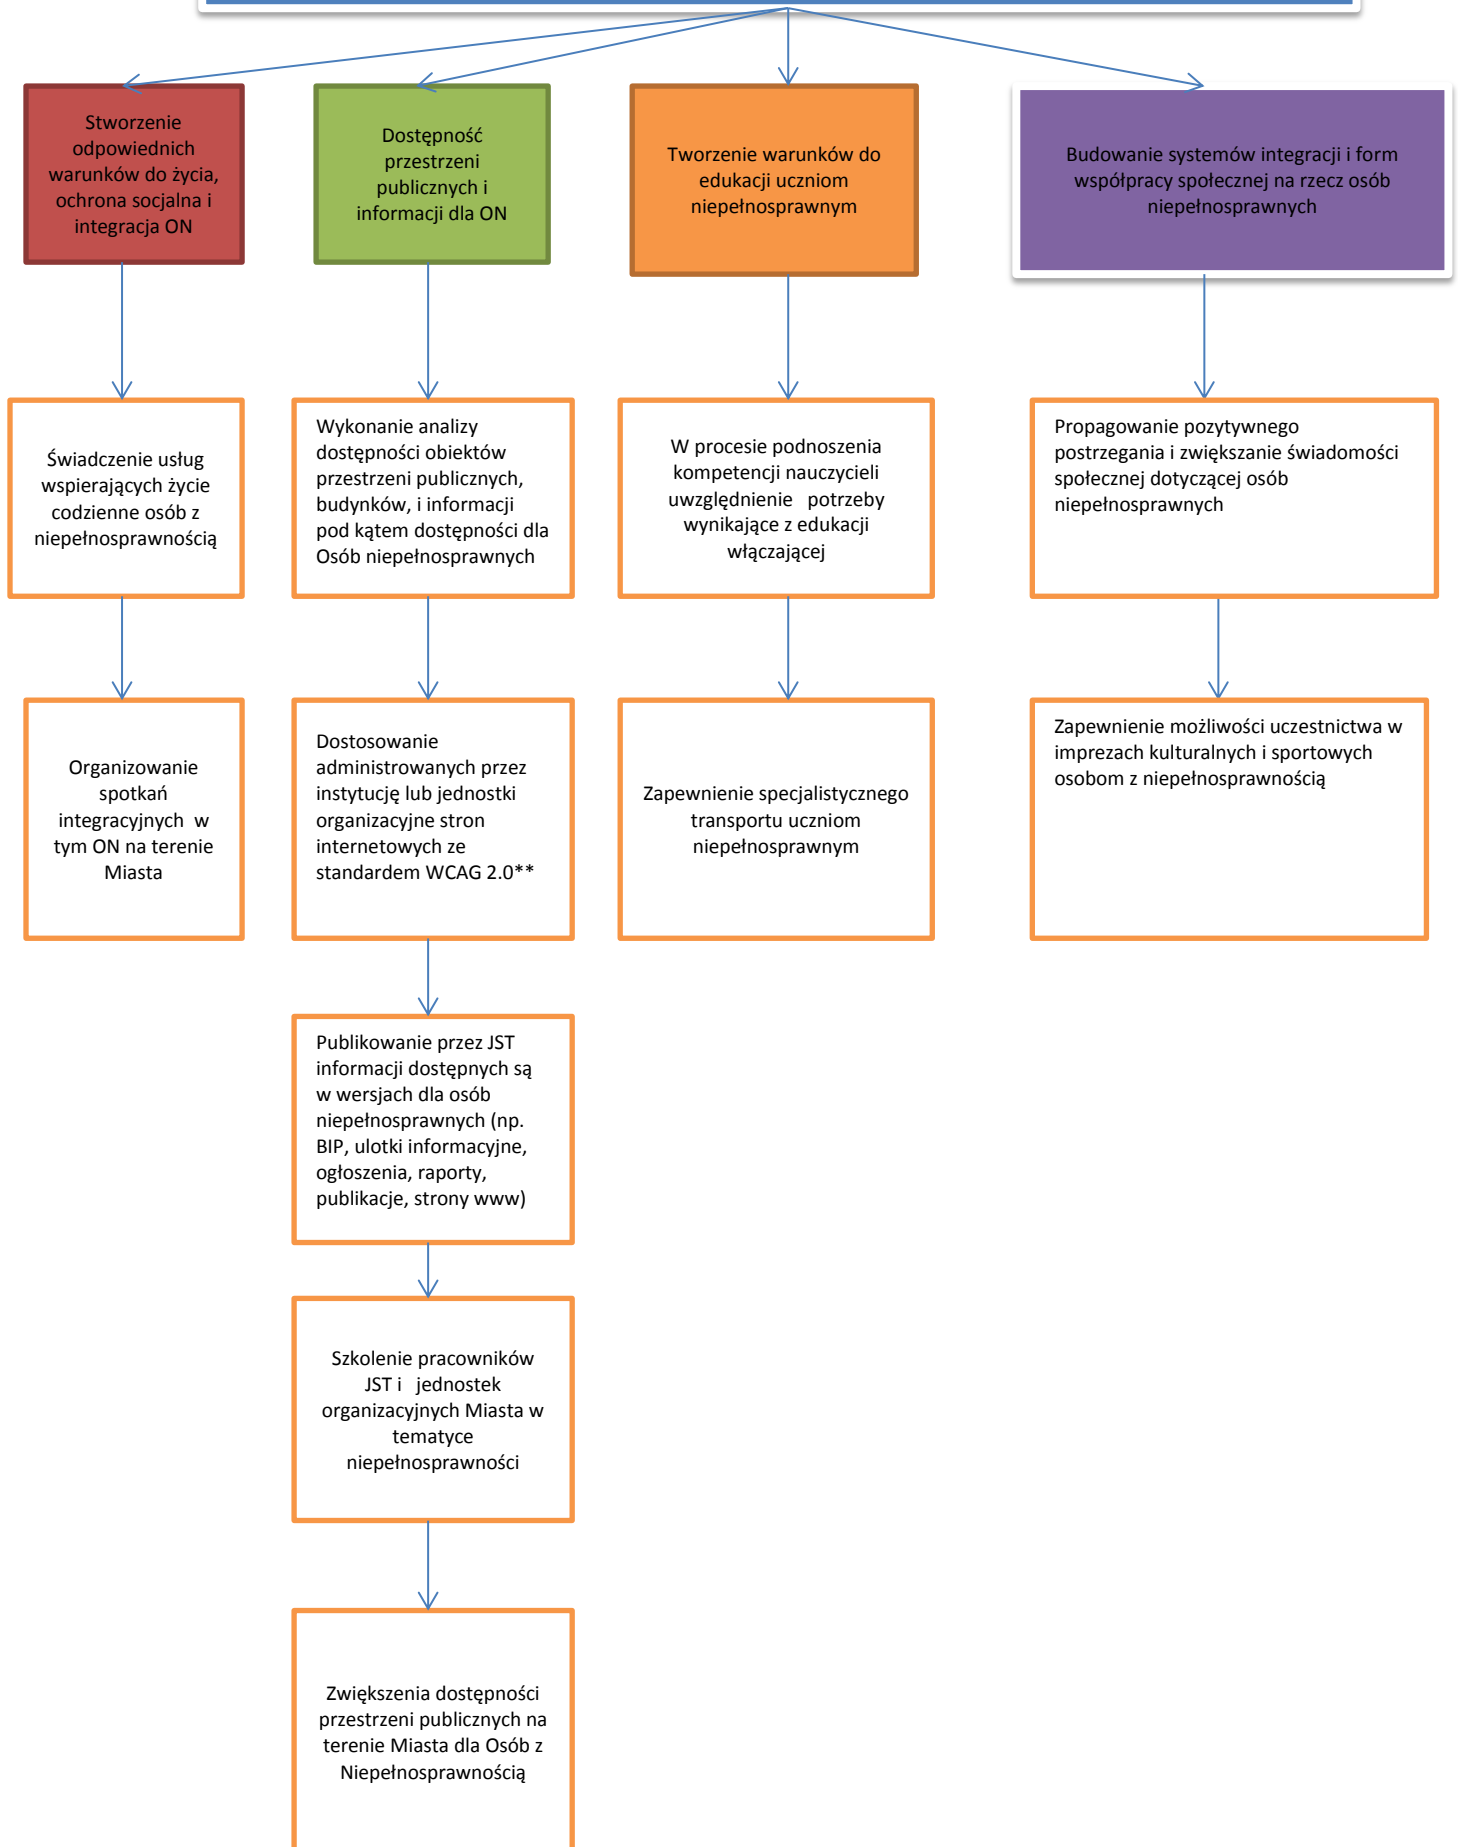 Stworzenie
odpowiednich
warunków do życia,
ochrona socjalna i
integracja ON
Dostępność
przestrzeni
publicznych i
informacji dla ON
Tworzenie warunków do
edukacji uczniom
niepełnosprawnym
Budowanie systemów integracji i form
współpracy społecznej na rzecz osób
niepełnosprawnych
Świadczenie usług
wspierających życie
codzienne osób z
niepełnosprawnością
Wykonanie analizy
dostępności obiektów
przestrzeni publicznych,
budynków, i informacji
pod kątem dostępności dla
Osób niepełnosprawnych
W procesie podnoszenia
kompetencji nauczycieli
uwzględnienie potrzeby
wynikające z edukacji
włączającej
Propagowanie pozytywnego
postrzegania i zwiększanie świadomości
społecznej dotyczącej osób
niepełnosprawnych
Organizowanie
spotkań
integracyjnych w
tym ON na terenie
Miasta
Dostosowanie
administrowanych przez
instytucję lub jednostki
organizacyjne stron
internetowych ze
standardem WCAG 2.0**
Zapewnienie specjalistycznego
transportu uczniom
niepełnosprawnym
Zapewnienie możliwości uczestnictwa w
imprezach kulturalnych i sportowych
osobom z niepełnosprawnością
Publikowanie przez JST
informacji dostępnych są
w wersjach dla osób
niepełnosprawnych (np.
BIP, ulotki informacyjne,
ogłoszenia, raporty,
publikacje, strony www)
Szkolenie pracowników
JST i jednostek
organizacyjnych Miasta w
tematyce
niepełnosprawności
Zwiększenia dostępności
przestrzeni publicznych na
terenie Miasta dla Osób z
Niepełnosprawnością